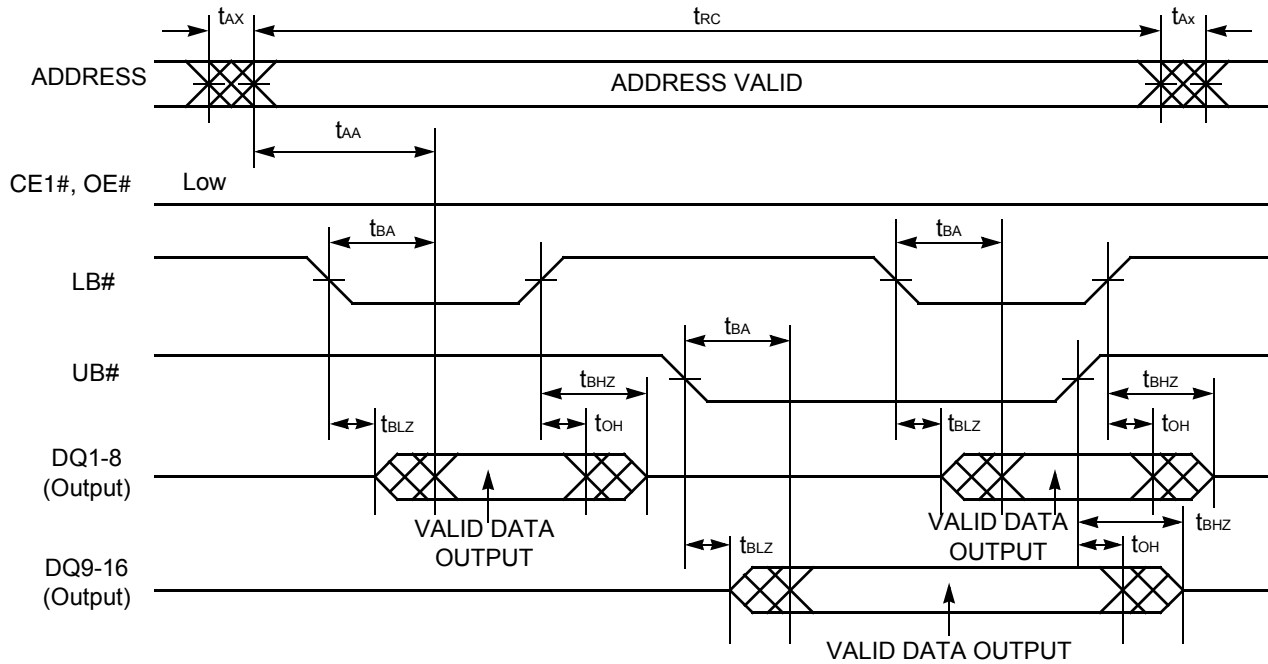 tAX
tRC
tAx
ADDRESS
ADDRESS VALID
tAA
CE1#, OE#
Low
tBA
tBA
LB#
tBA
UB#
tBHZ
tBHZ
tBLZ
tOH
tBLZ
tOH
DQ1-8
(Output)
VALID DATA
OUTPUT
VALID DATA
OUTPUT
tBHZ
tBLZ
tOH
DQ9-16
(Output)
VALID DATA OUTPUT